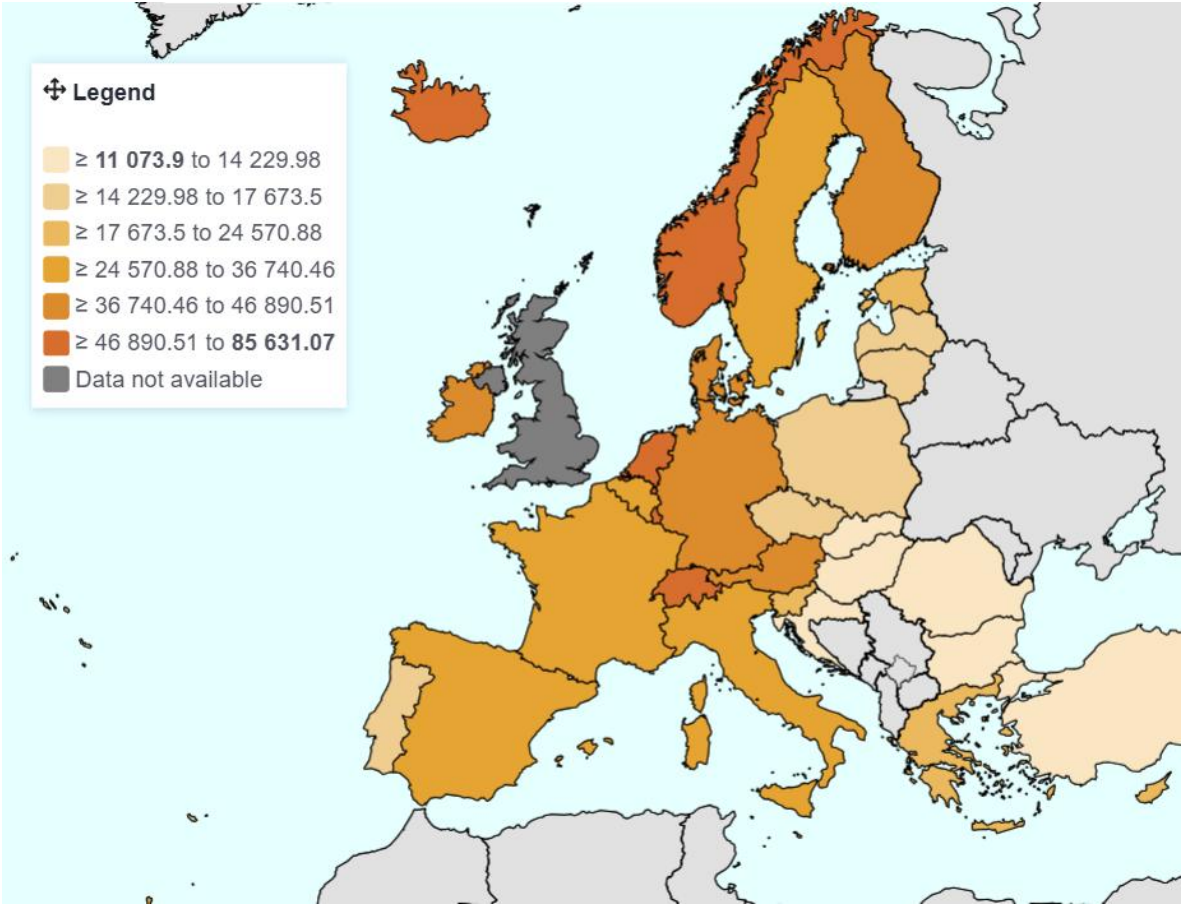 Legend
≥ 11 073.9 to 14 229.98
≥ 14 229.98 to 17 673.5
≥ 17 673.5 to 24 570.88
≥ 24 570.88 to 36 740.46
≥ 36 740.46 to 46 890.51
≥ 46 890.51 to 85 631.07
Data not available